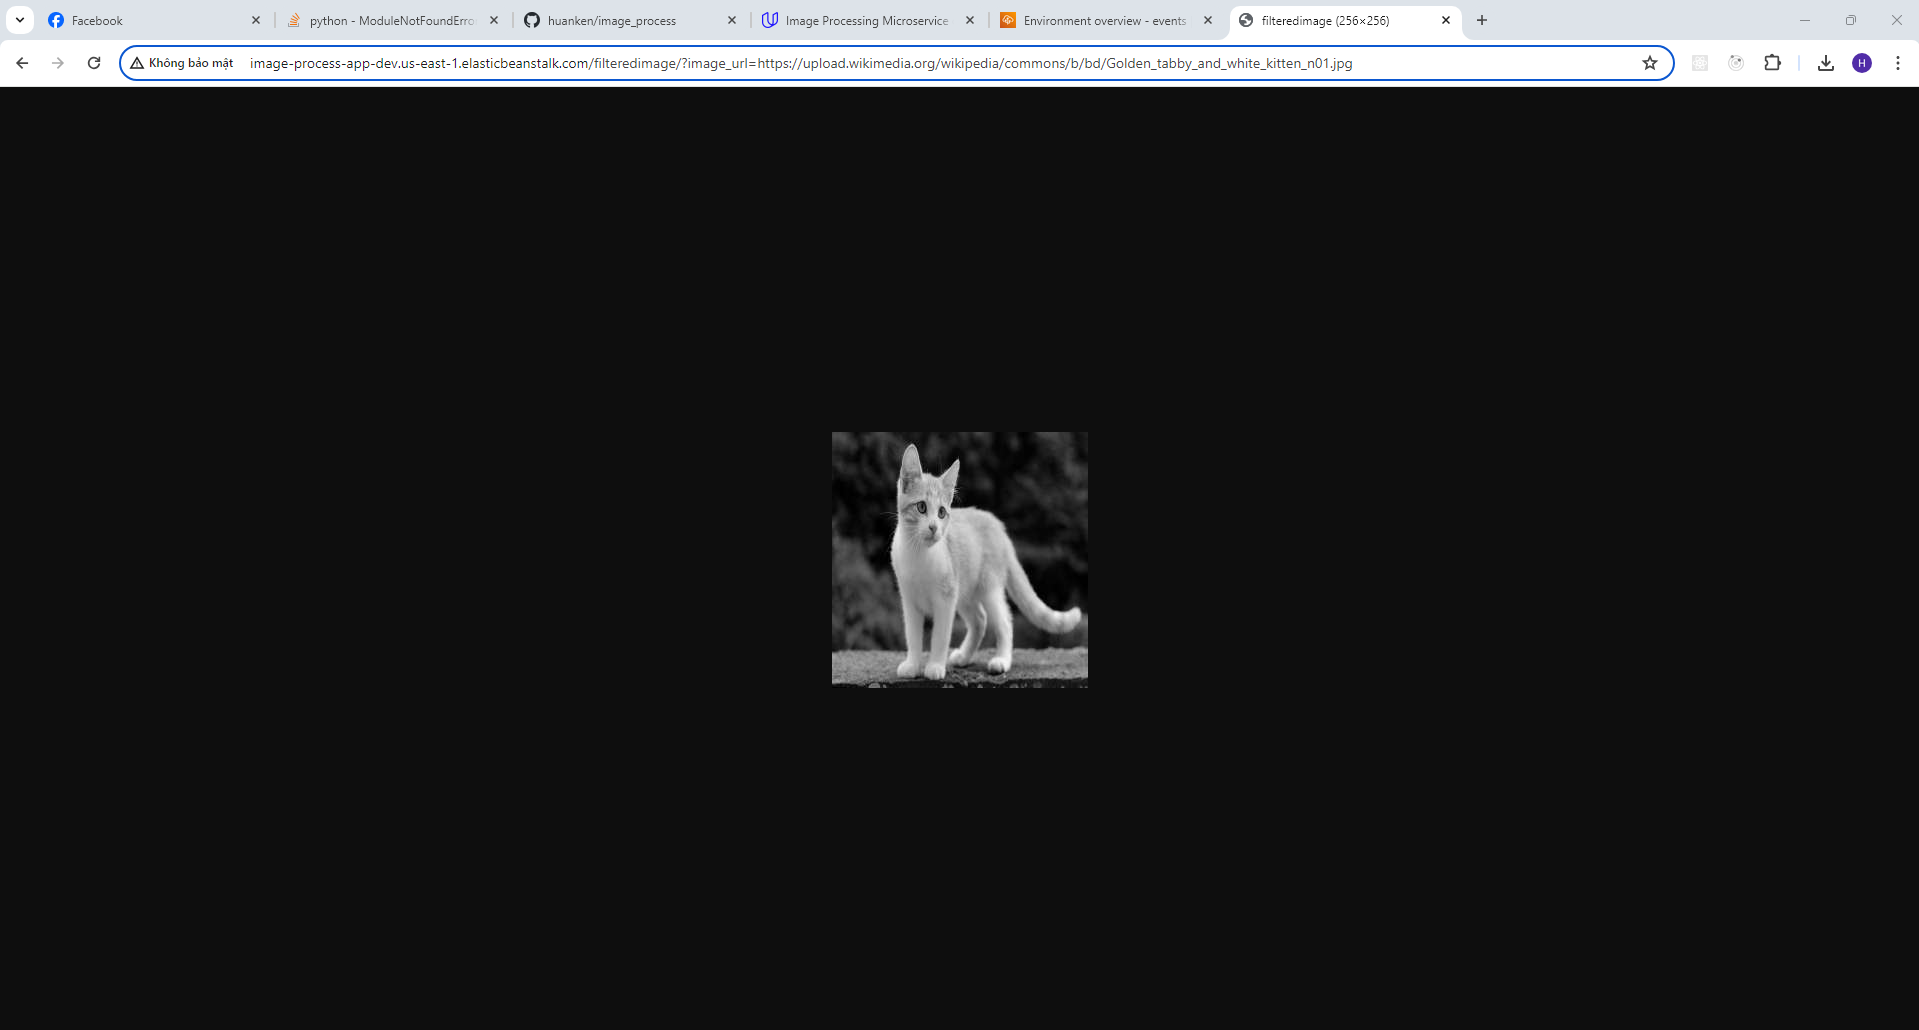 Facebook
python - ModuleNotFoundErro
huanken/image_process
Image Processing Microservice
Environment overview - events
filteredimage (256×256)
Không bảo mật
image-process-app-dev.us-east-1.elasticbeanstalk.com/filteredimage/?image_url=https://upload.wikimedia.org/wikipedia/commons/b/bd/Golden_tabby_and_white_kitten_n01.jpg
H